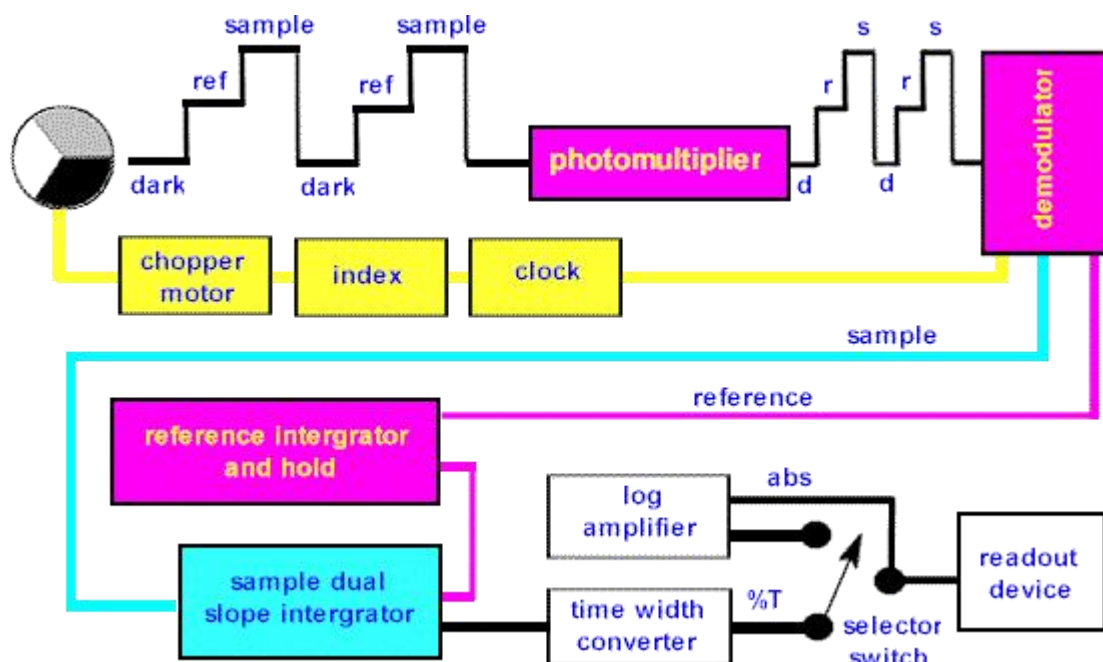 sample
sample
ref
ref
dark
dark
photomultiplier
s
s
r
r
d
d
demodulator
chopper
motor
index
clock
sample
reference
reference intergrator
and hold
sample dual
slope intergrator
log
amplifier
abs
time width
converter
%T
selector
switch
readout
device